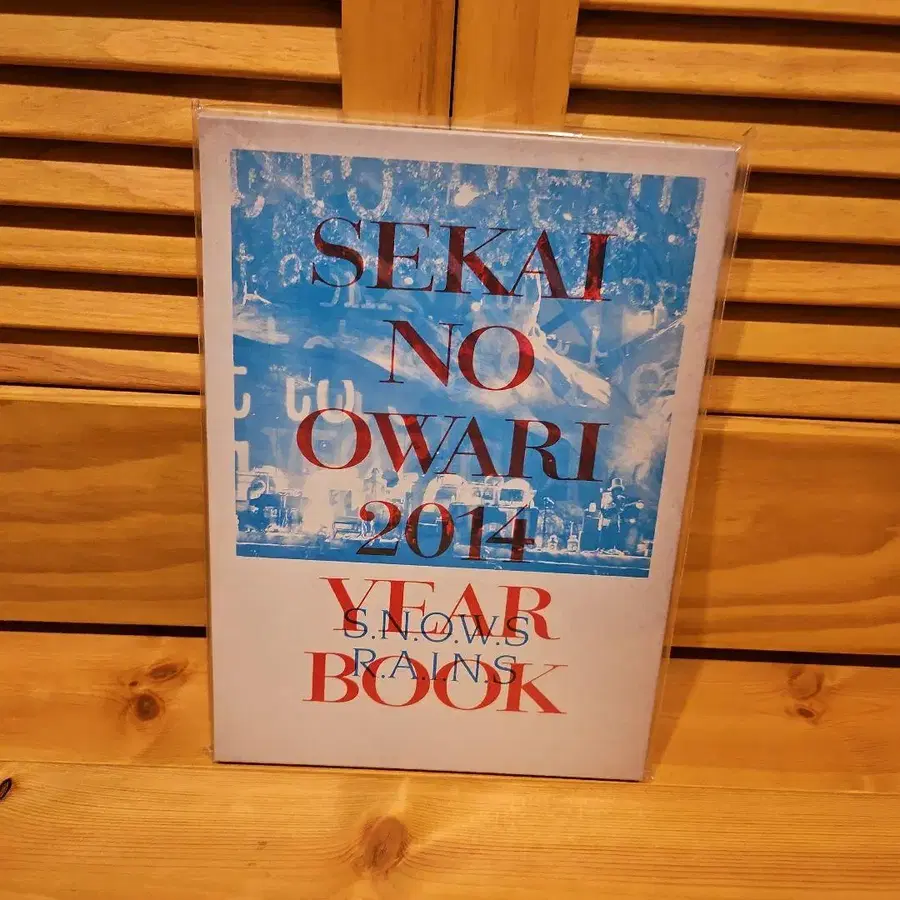 SEKAI
NO
OWARI
2014
YEAR
S.N.O.W.S
R.A.I.N.S
BOOK